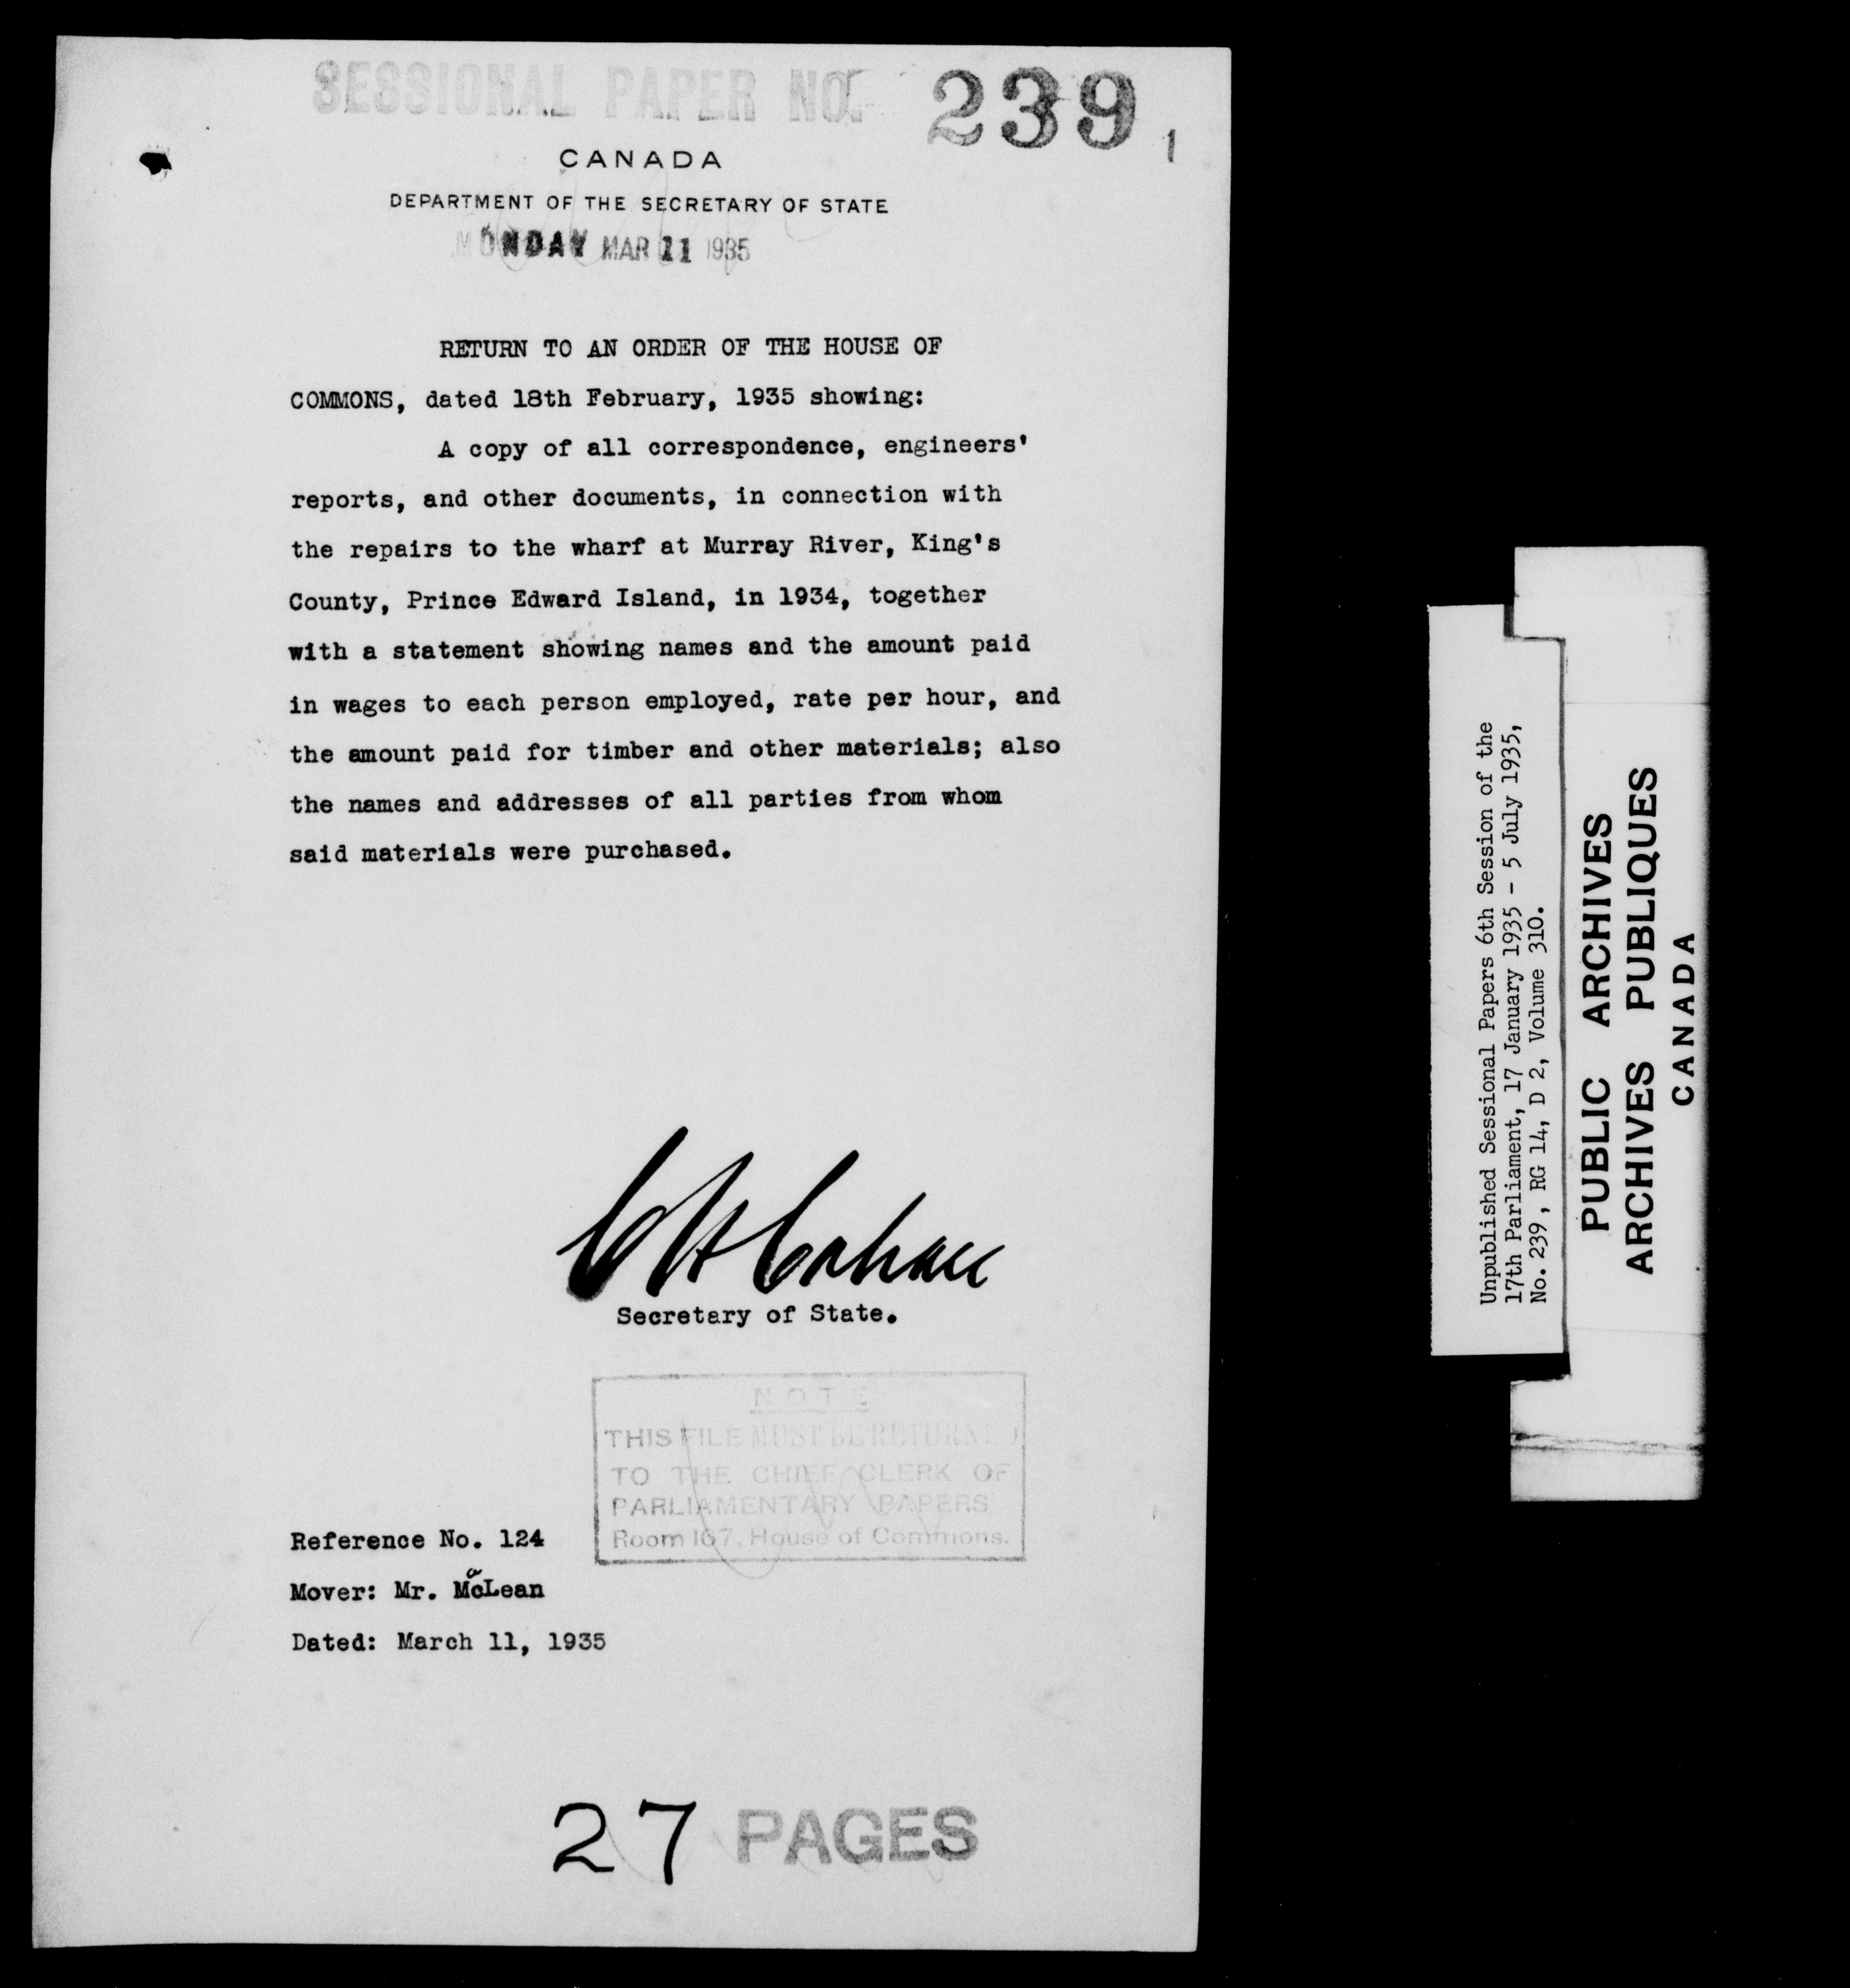 SESSIONAL PAPER NO. 239
1
CANADA
DEPARTMENT OF THE SECRETARY OF STATE
MONDAY MAR 11 1935
RETURN TO AN ORDER OF THE HOUSE OF
COMMONS, dated 18th February, 1935 showing:
A copy of all correspondence, engineers'
reports, and other documents, in connection with
the repairs to the wharf at Murray River, King's
County, Prince Edward Island, in 1934, together
with a statement showing names and the amount paid
in wages to each person employed, rate per hour, and
the amount paid for timber and other materials; also
the names and addresses of all parties from whom
said materials were purchased.
C H Cahan
Secretary of State.
NOTE
THIS FILE MUST BE RETURNED
TO THE CHIEF CLERK OF
PARLIAMENTARY PAPERS
Room 167, House of Commons.
Reference No. 124
Mover: Mr. McLean
a
Dated: March 11, 1935
27 PAGES
Unpublished Sessional Papers 6th Session of the
17th Parliament, 17 January 1935 - 5 July 1935,
No. 239, RG 14, D 2, Volume 310.
PUBLIC ARCHIVES
ARCHIVES PUBLIQUES
CANADA